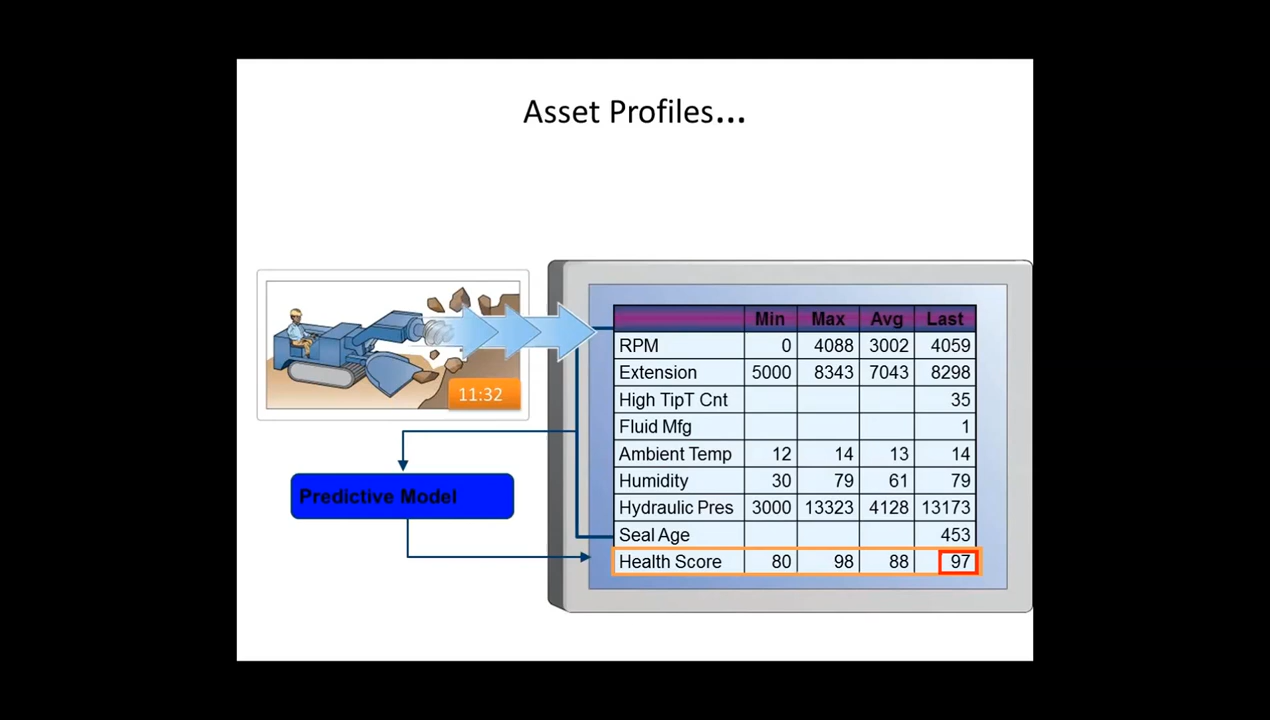 Asset Profiles...
Min Max Avg Last
RPM 0 4088 3002 4059
Extension 5000 8343 7043 8298
High TipT Cnt 35
11:32
Fluid Mfg 1
Ambient Temp 12 14 13 14
Humidity 30 79 61 79
Predictive Model
Hydraulic Pres 3000 13323 4128 13173
Seal Age 453
Health Score 80 98 88 97